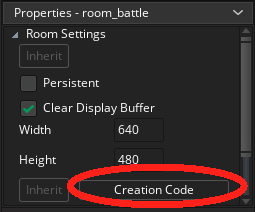 Properties - room_battle
Room Settings
Inherit
Persistent
Clear Display Buffer
Width 640
Height 480
Inherit Creation Code